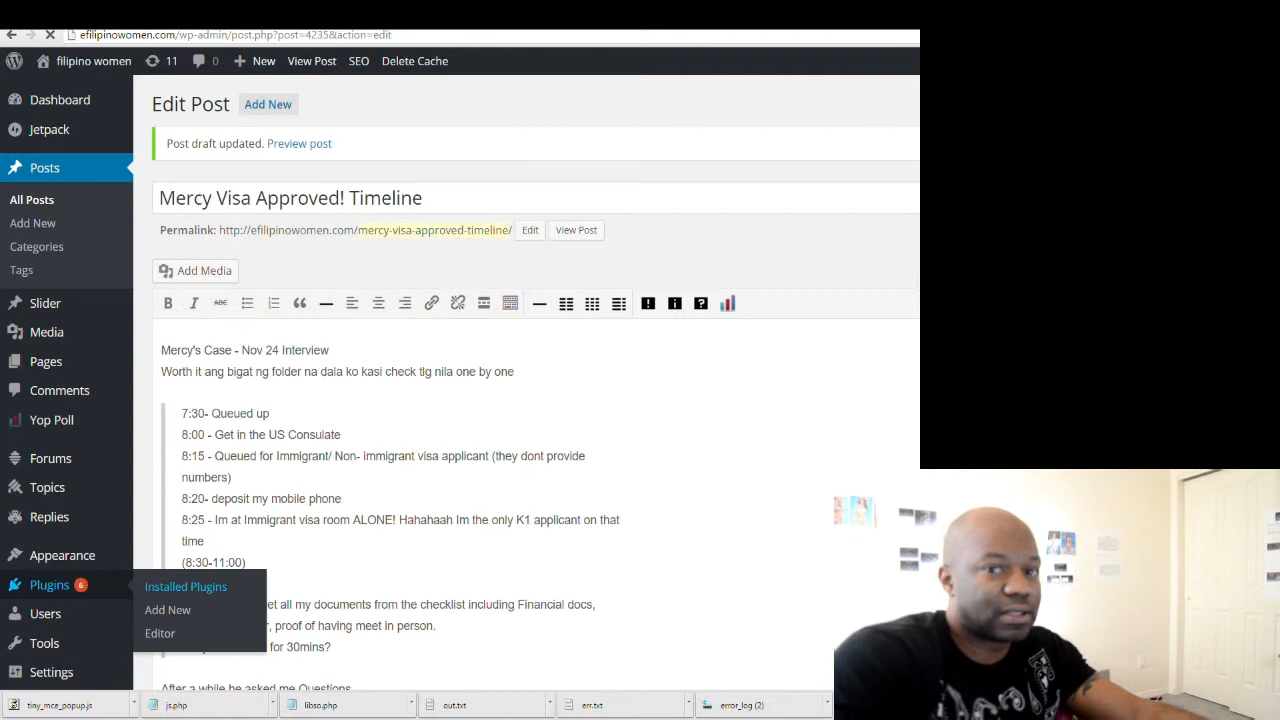 efilipinowomen.com/wp-admin/post.php?post=4235&action=edit
filipino women 11 0 New View Post SEO Delete Cache
Dashboard
Jetpack
Posts
All Posts
Add New
Categories
Tags
Slider
Media
Pages
Comments
Yop Poll
Forums
Topics
Replies
Appearance
Plugins 6
Users
Tools
Settings
Installed Plugins
Add New
Editor
Edit Post Add New
Post draft updated. Preview post
Mercy Visa Approved! Timeline
Permalink: http://efilipinowomen.com/mercy-visa-approved-timeline/ Edit View Post
Add Media
B I ABC
Mercy's Case - Nov 24 Interview
Worth it ang bigat ng folder na dala ko kasi check tlg nila one by one
7:30- Queued up
8:00 - Get in the US Consulate
8:15 - Queued for Immigrant/ Non- immigrant visa applicant (they dont provide
numbers)
8:20- deposit my mobile phone
8:25 - Im at Immigrant visa room ALONE! Hahahaah Im the only K1 applicant on that
time
(8:30-11:00)
et all my documents from the checklist including Financial docs,
, proof of having meet in person.
for 30mins?
After a while he asked me Questions
tiny_mce_popup.js js.php libso.php out.txt err.txt error_log (2)